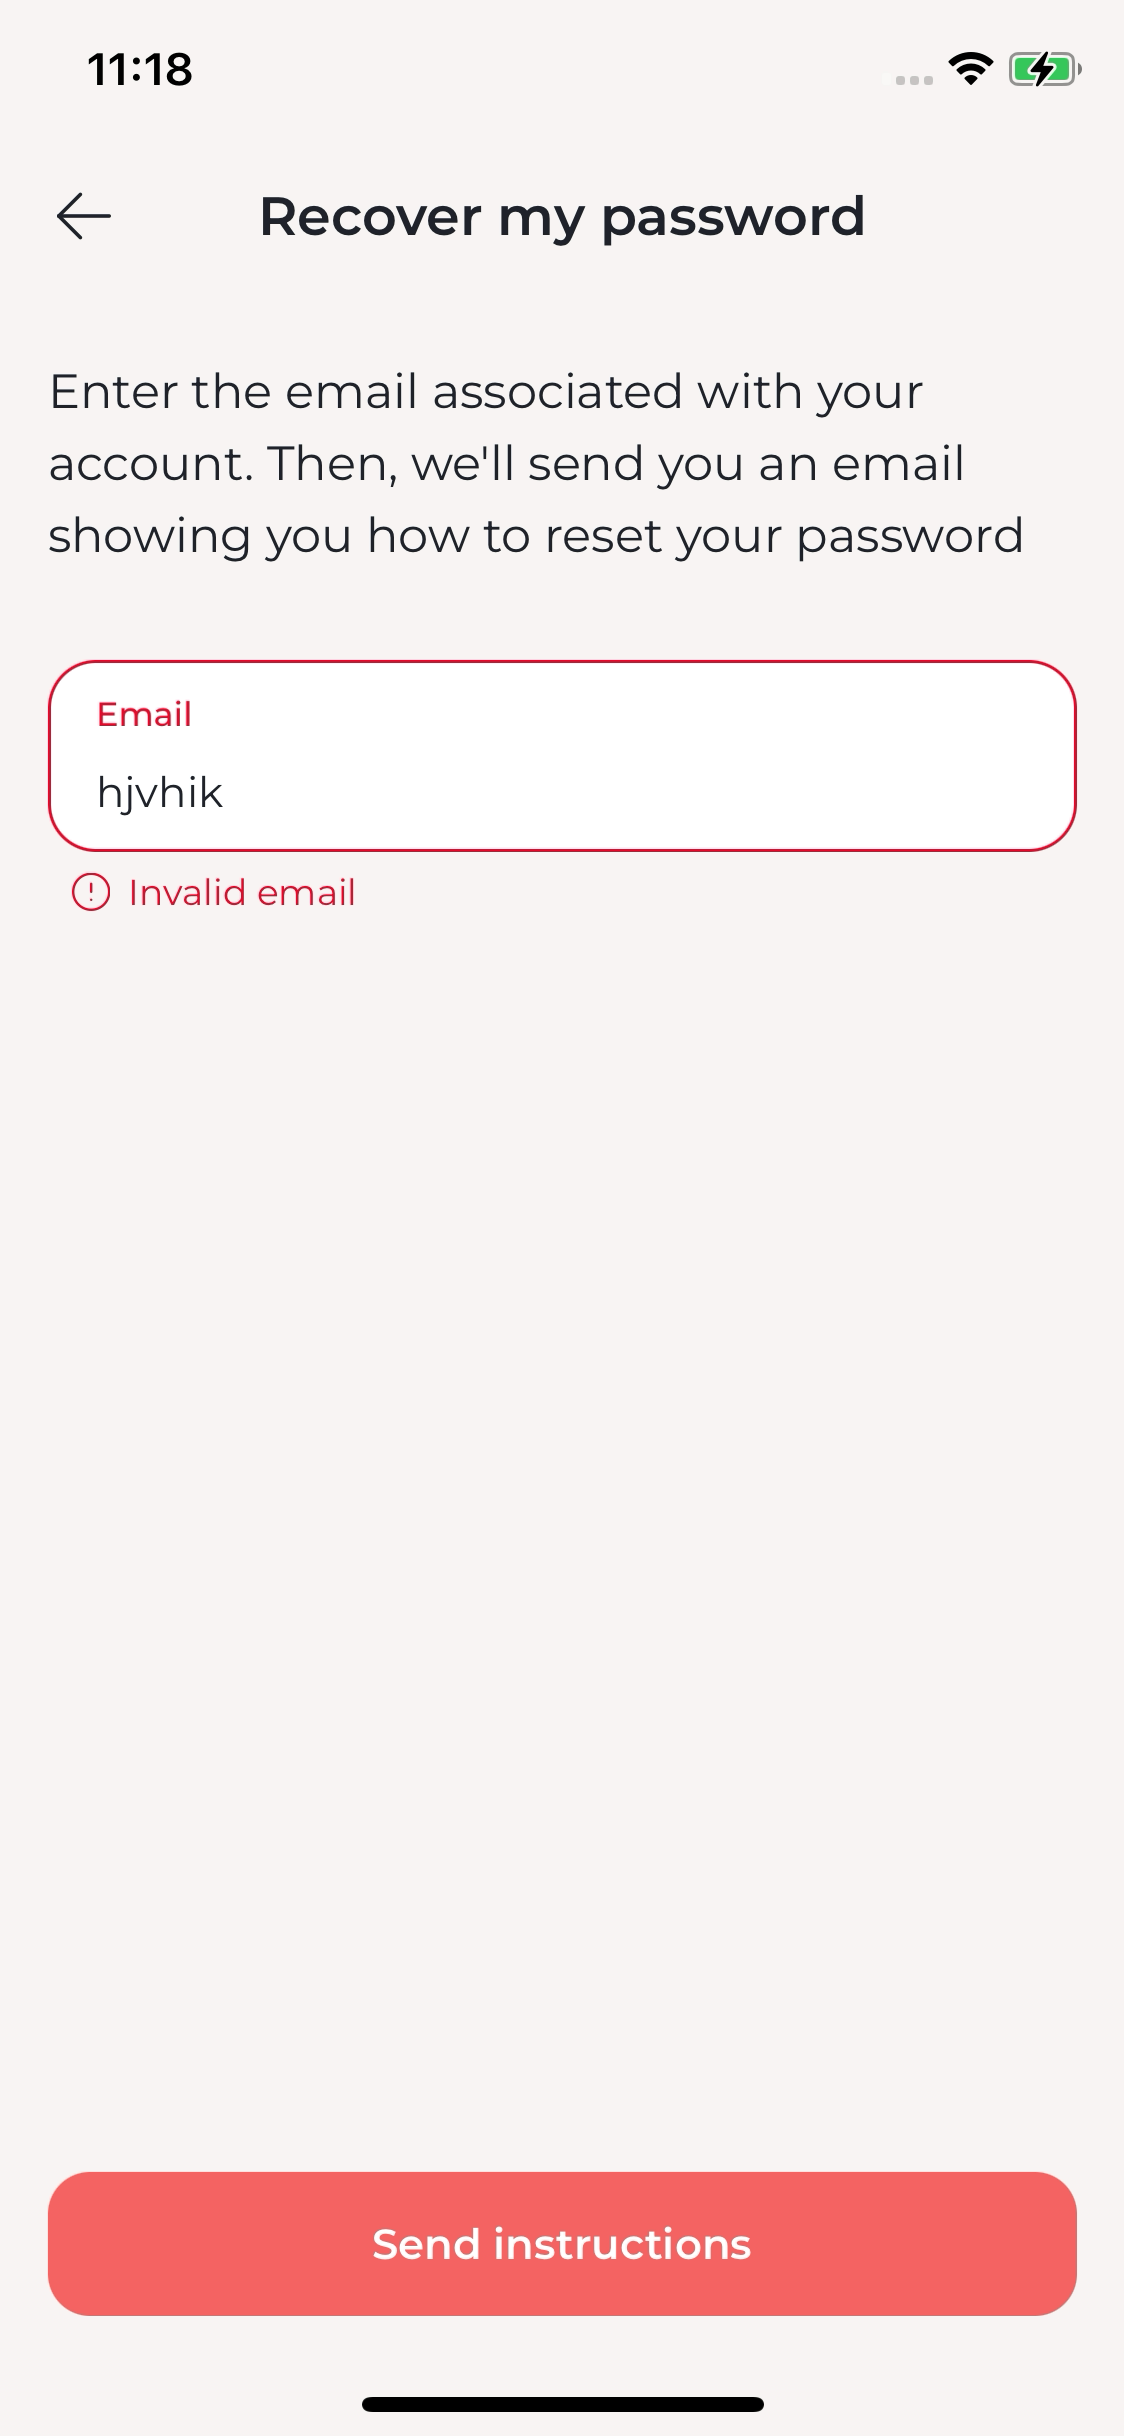 11:18
Recover my password
Enter the email associated with your
account. Then, we'll send you an email
showing you how to reset your password
Email
hjvhik
Invalid email
Send instructions